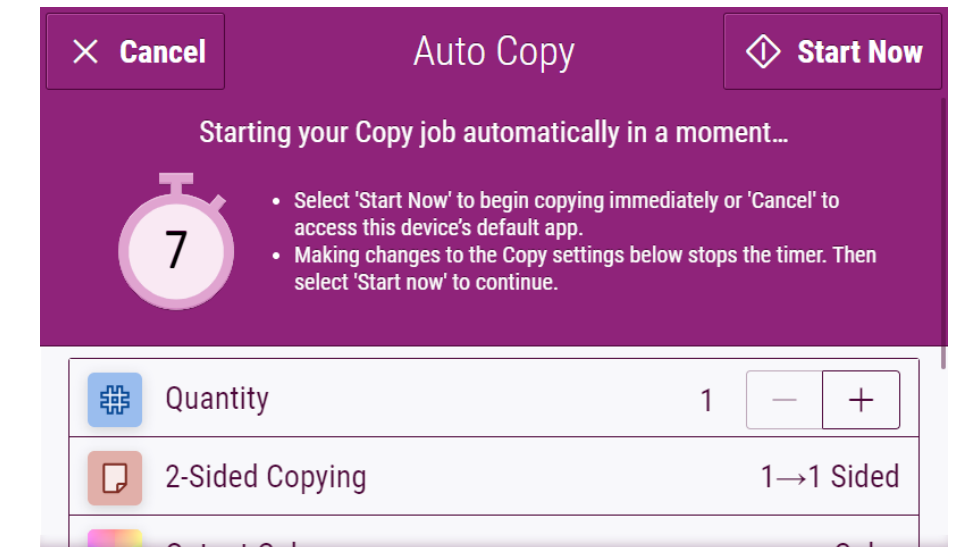 Cancel
Auto Copy
Start Now
Starting your Copy job automatically in a moment...
7
• Select 'Start Now' to begin copying immediately or 'Cancel' to
access this device's default app.
• Making changes to the Copy settings below stops the timer. Then
select 'Start now' to continue.
Quantity 1
2-Sided Copying 1→1 Sided